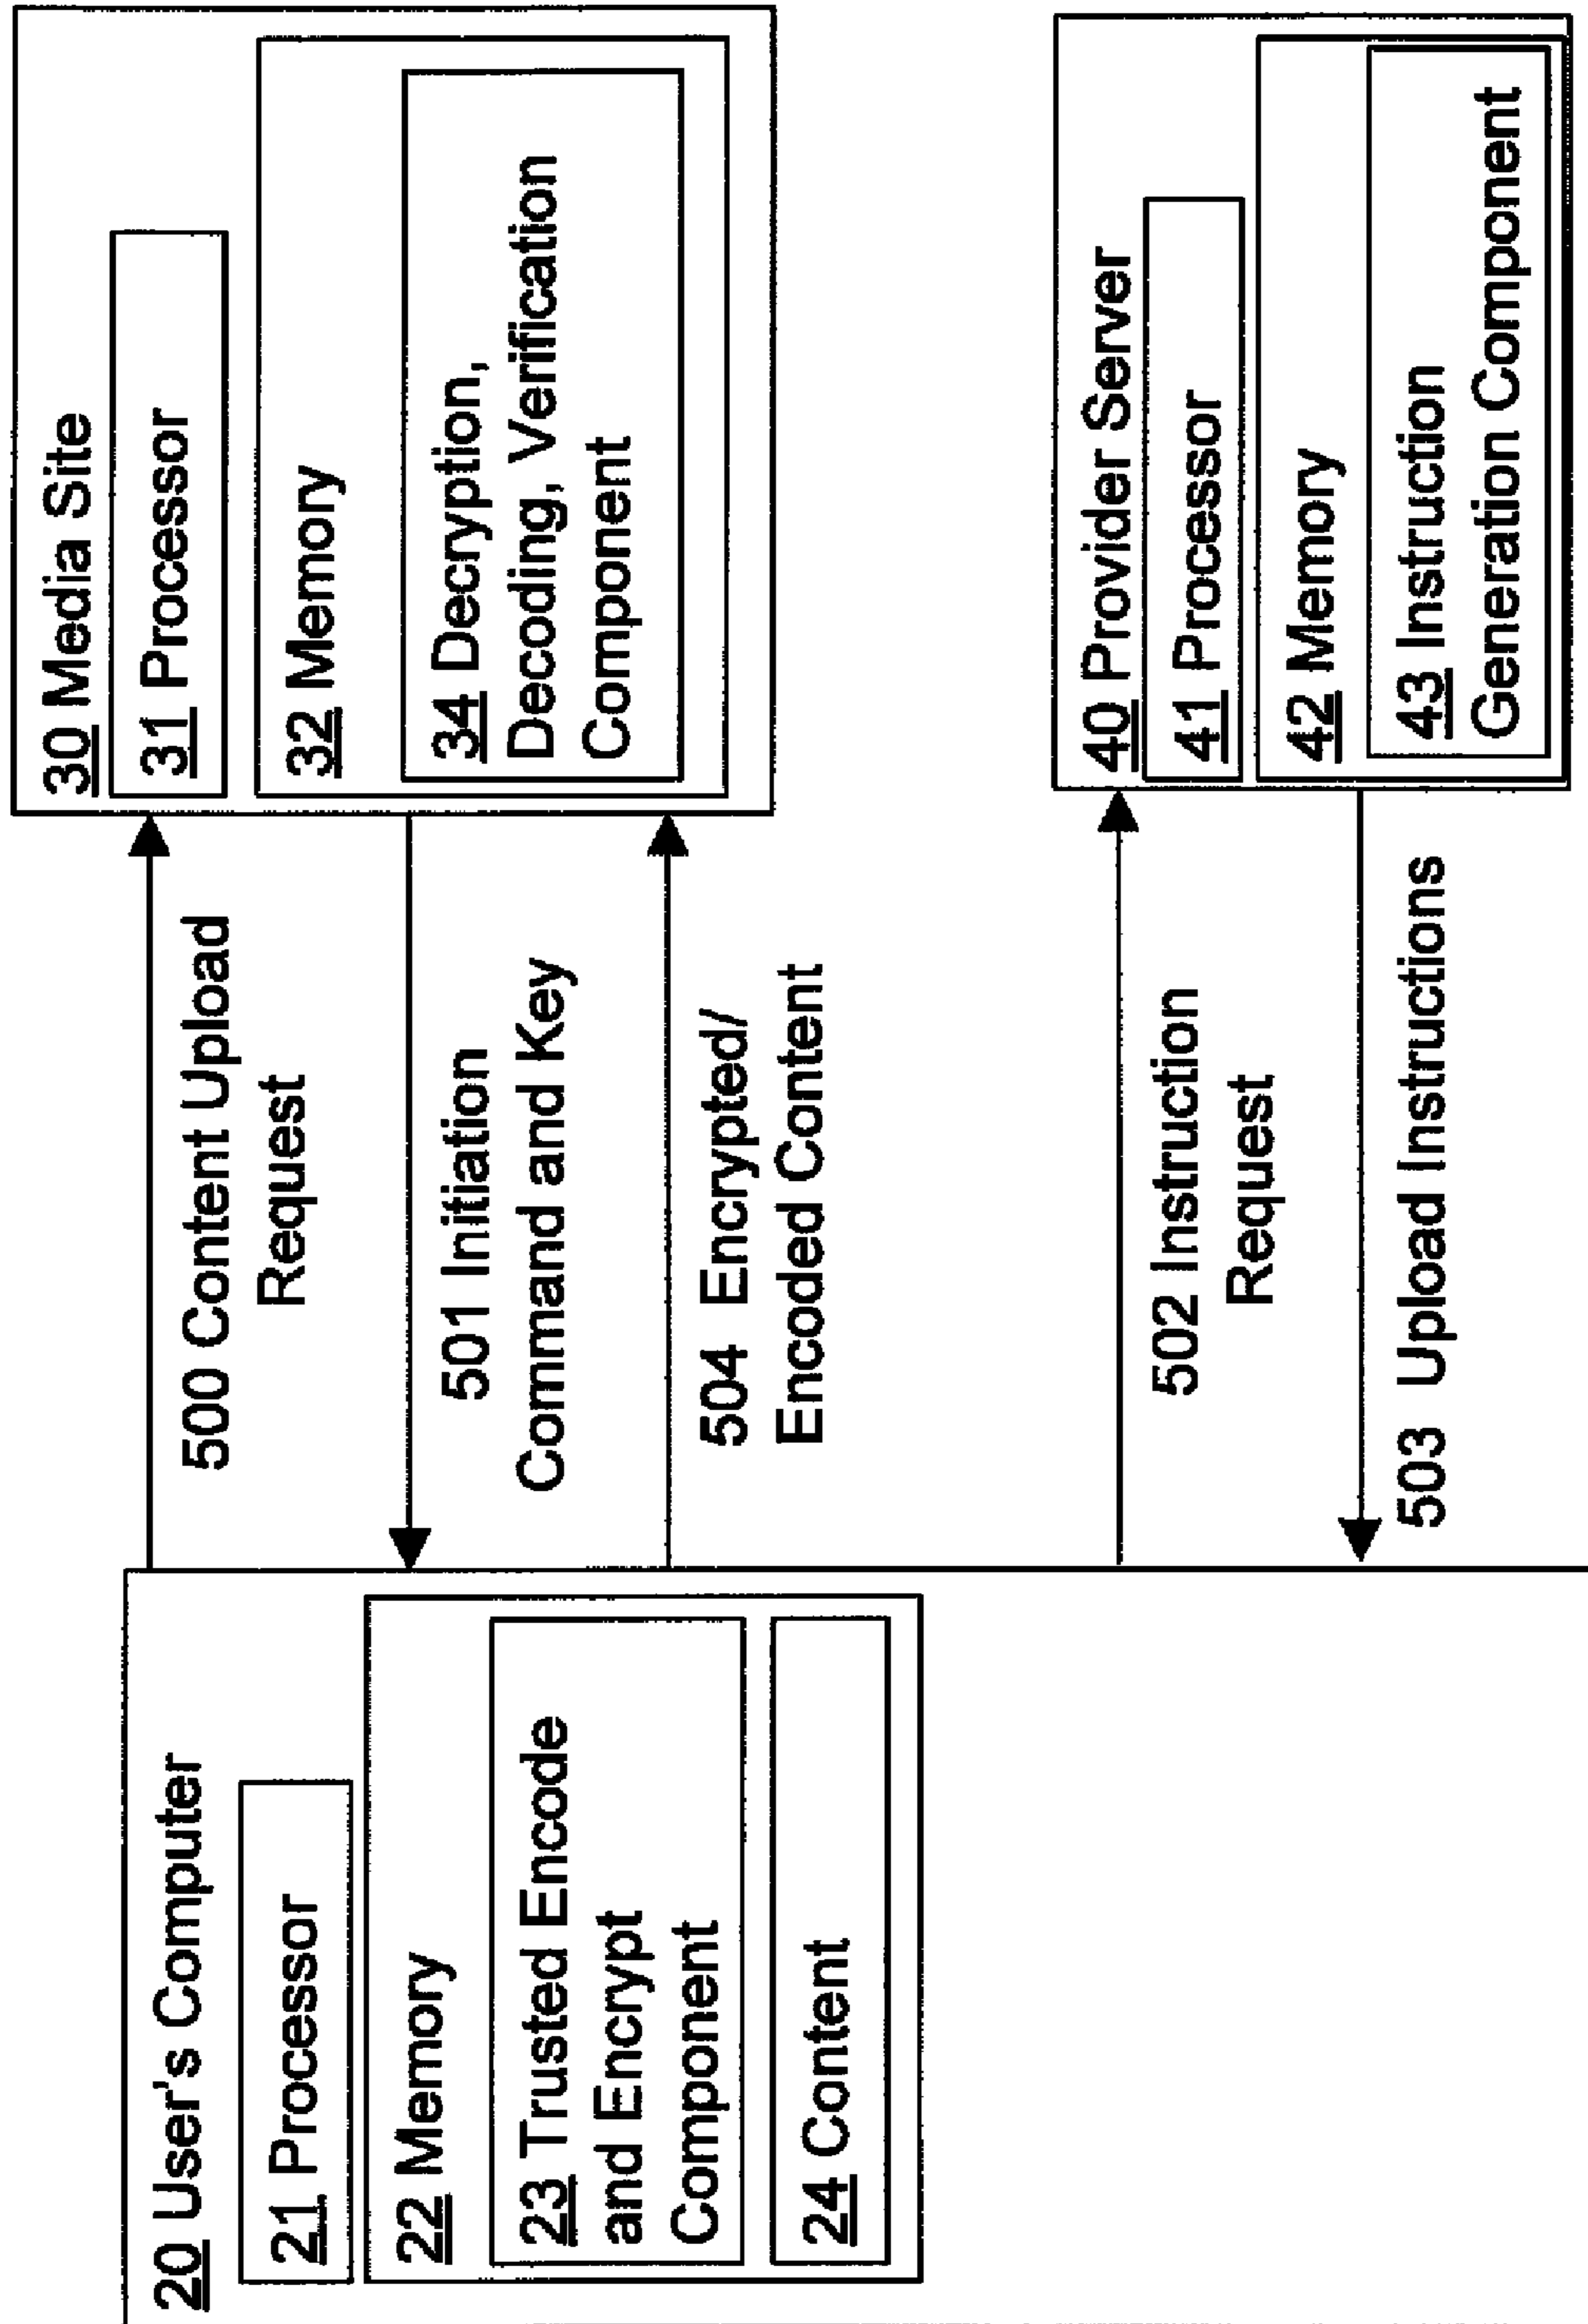 20 User's Computer
21 Processor
22 Memory
23 Trusted Encode
and Encrypt
Component
24 Content
500 Content Upload
Request
501 Initiation
Command and Key
504 Encrypted/
Encoded Content
502 Instruction
Request
503 Upload Instructions
30 Media Site
31 Processor
32 Memory
34 Decryption,
Decoding, Verification
Component
40 Provider Server
41 Processor
42 Memory
43 Instruction
Generation Component